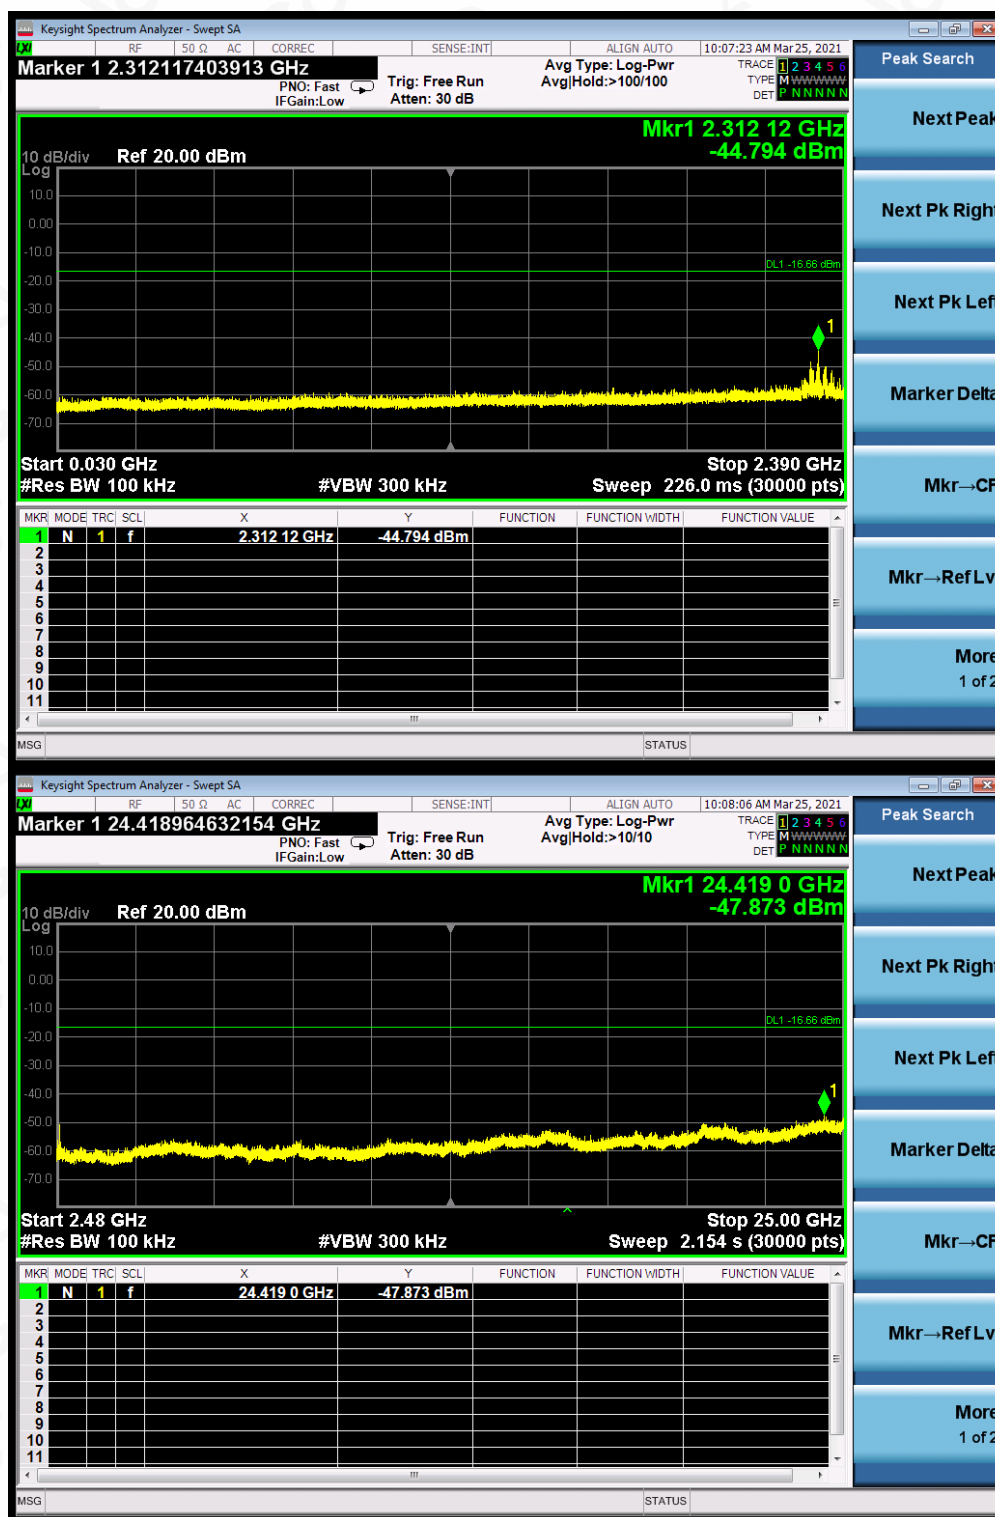 Keysight Spectrum Analyzer - Swept SA
LXI RF 50 Ω AC CORREC SENSE:INT ALIGN AUTO 10:07:23 AM Mar 25, 2021
Marker 1 2.312117403913 GHz
PNO: Fast
IFGain:Low
Trig: Free Run
Atten: 30 dB
Avg Type: Log-Pwr
Avg|Hold:>100/100
TRACE 1 2 3 4 5 6
TYPE M WWWWW
DET P N N N N N
Mkr1 2.312 12 GHz
-44.794 dBm
10 dB/div Ref 20.00 dBm
Log
10.0
0.00
-10.0
DL1 -16.66 dBm
-20.0
-30.0
1
-40.0
-50.0
-60.0
-70.0
Start 0.030 GHz Stop 2.390 GHz
#Res BW 100 kHz #VBW 300 kHz Sweep 226.0 ms (30000 pts)
MKR MODE TRC SCL X Y FUNCTION FUNCTION WIDTH FUNCTION VALUE
1 N 1 f 2.312 12 GHz -44.794 dBm
2
3
4
5
6
7
8
9
10
11
MSG STATUS
Peak Search
Next Peak
Next Pk Right
Next Pk Left
Marker Delta
Mkr→CF
Mkr→Ref Lv
More
1 of 2
Keysight Spectrum Analyzer - Swept SA
LXI RF 50 Ω AC CORREC SENSE:INT ALIGN AUTO 10:08:06 AM Mar 25, 2021
Marker 1 24.418964632154 GHz
PNO: Fast
IFGain:Low
Trig: Free Run
Atten: 30 dB
Avg Type: Log-Pwr
Avg|Hold:>10/10
TRACE 1 2 3 4 5 6
TYPE M WWWWW
DET P N N N N N
Mkr1 24.419 0 GHz
-47.873 dBm
10 dB/div Ref 20.00 dBm
Log
10.0
0.00
-10.0
DL1 -16.66 dBm
-20.0
-30.0
-40.0
1
-50.0
-60.0
-70.0
Start 2.48 GHz Stop 25.00 GHz
#Res BW 100 kHz #VBW 300 kHz Sweep 2.154 s (30000 pts)
MKR MODE TRC SCL X Y FUNCTION FUNCTION WIDTH FUNCTION VALUE
1 N 1 f 24.419 0 GHz -47.873 dBm
2
3
4
5
6
7
8
9
10
11
MSG STATUS
Peak Search
Next Peak
Next Pk Right
Next Pk Left
Marker Delta
Mkr→CF
Mkr→Ref Lv
More
1 of 2